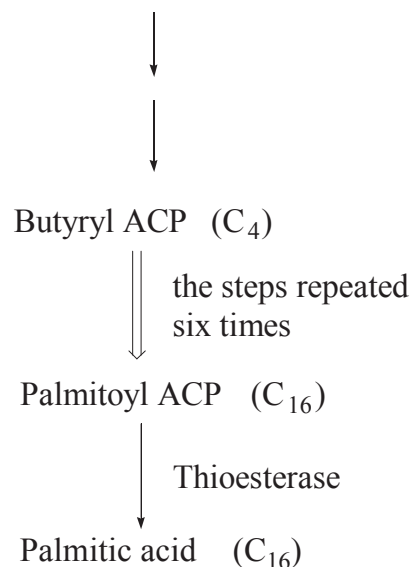 Butyryl ACP (C₄)
the steps repeated
six times
Palmitoyl ACP (C₁₆)
Thioesterase
Palmitic acid (C₁₆)